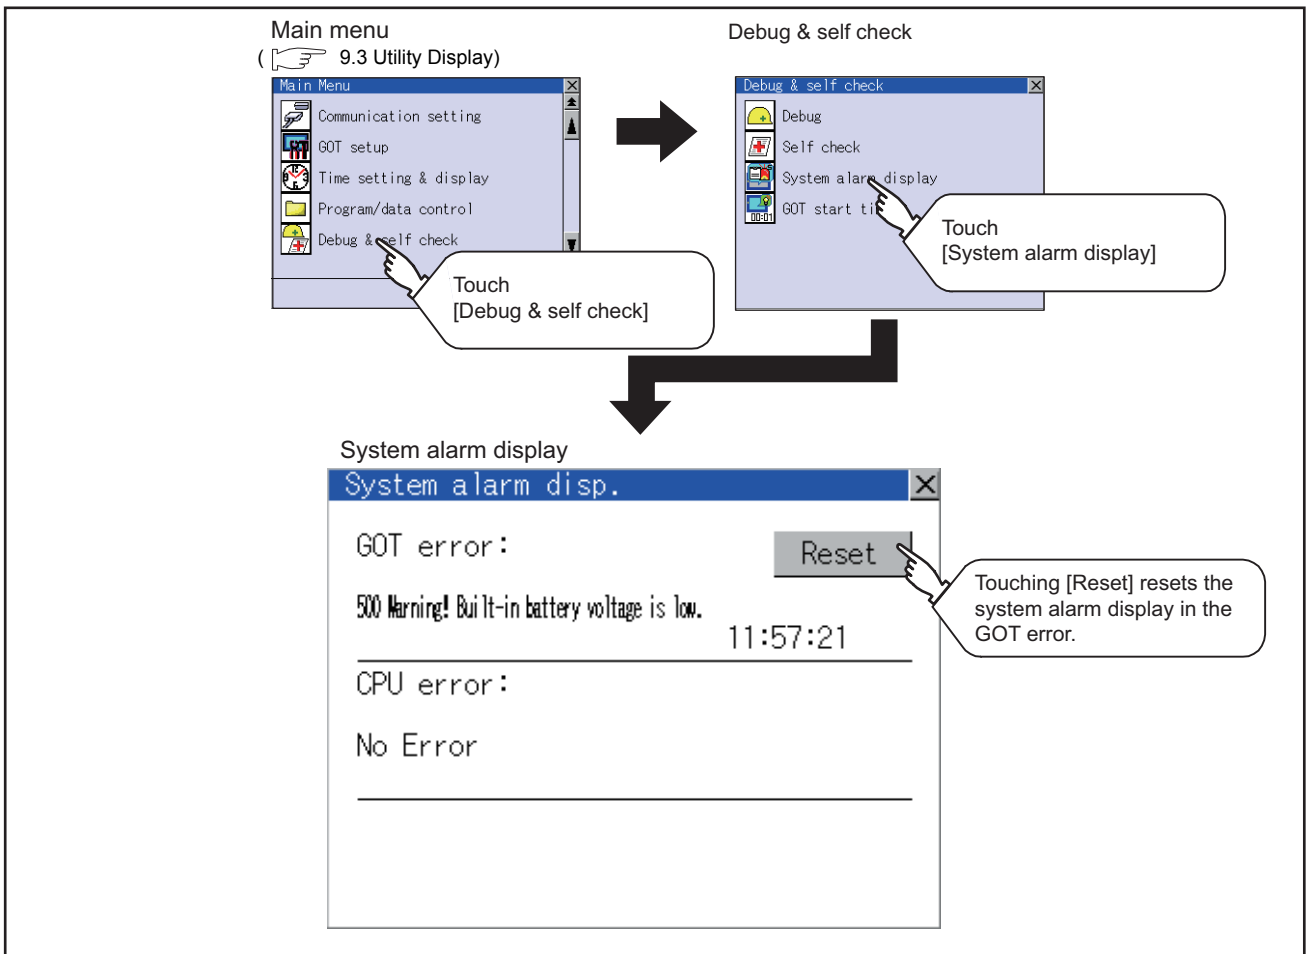 Main menu
( 9.3 Utility Display)
Main Menu
Communication setting
GOT setup
Time setting & display
Program/data control
Debug & self check
Touch
[Debug & self check]
Debug & self check
Debug & self check
Debug
Self check
System alarm display
GOT start ti
Touch
[System alarm display]
System alarm display
System alarm disp.
GOT error:
Reset
500 Warning! Built-in battery voltage is low.
11:57:21
CPU error:
No Error
Touching [Reset] resets the
system alarm display in the
GOT error.